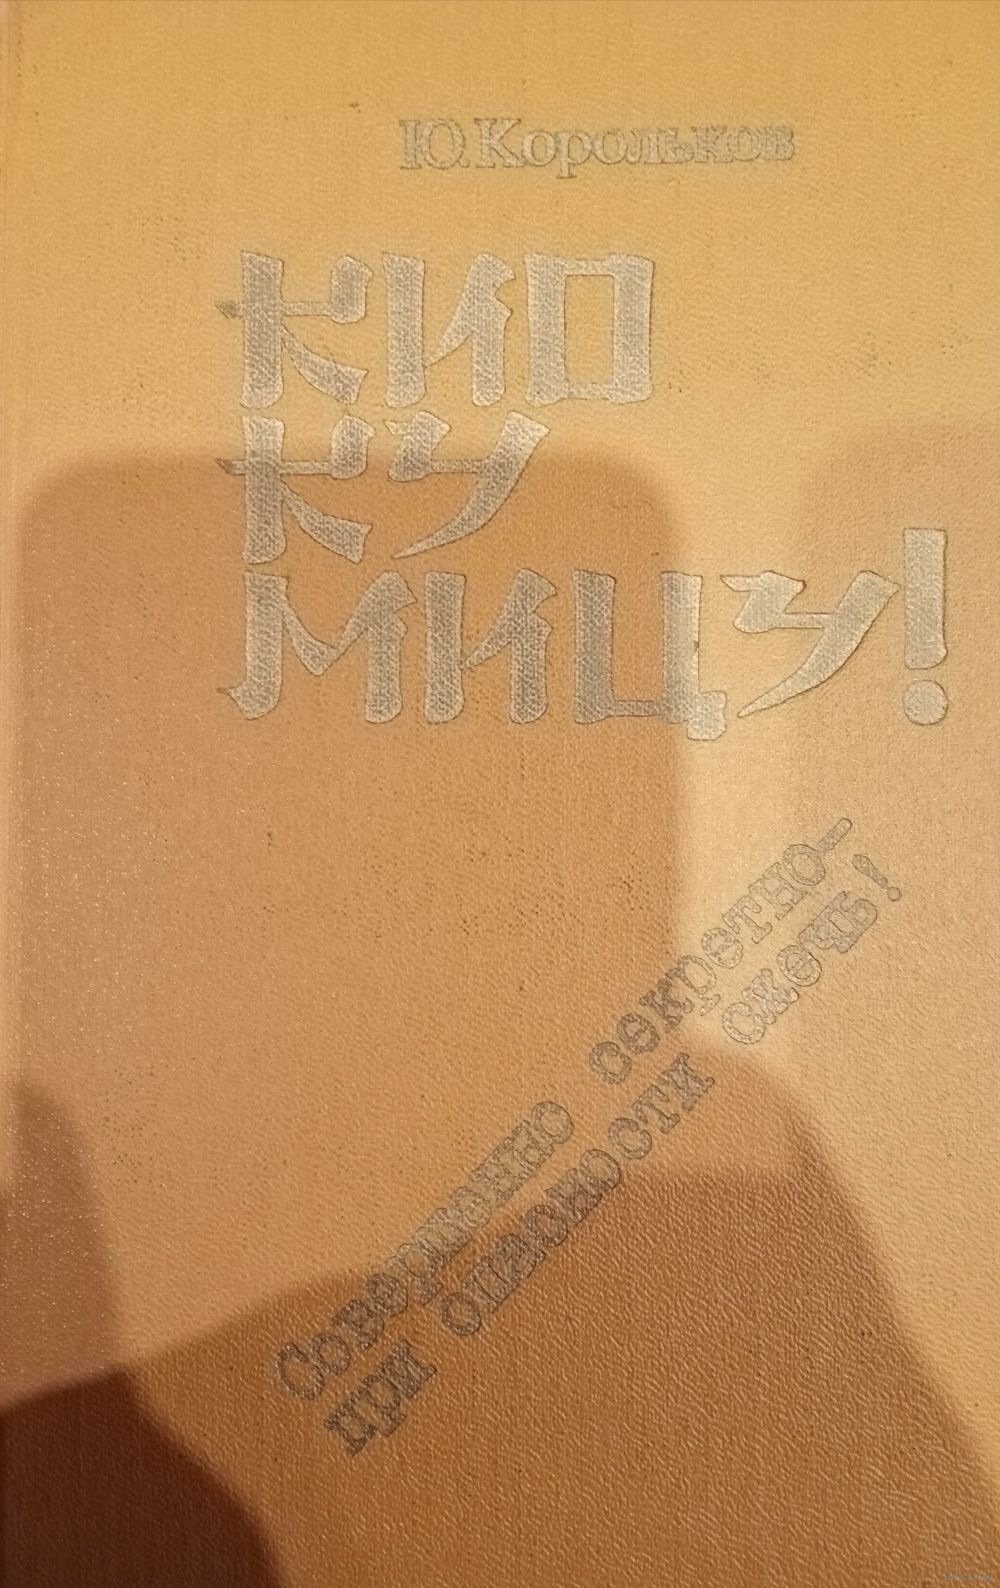 Ю. Корольков
КИО
КУ
МИЦУ!
Совершенно секретно—
при опасности сжечь!